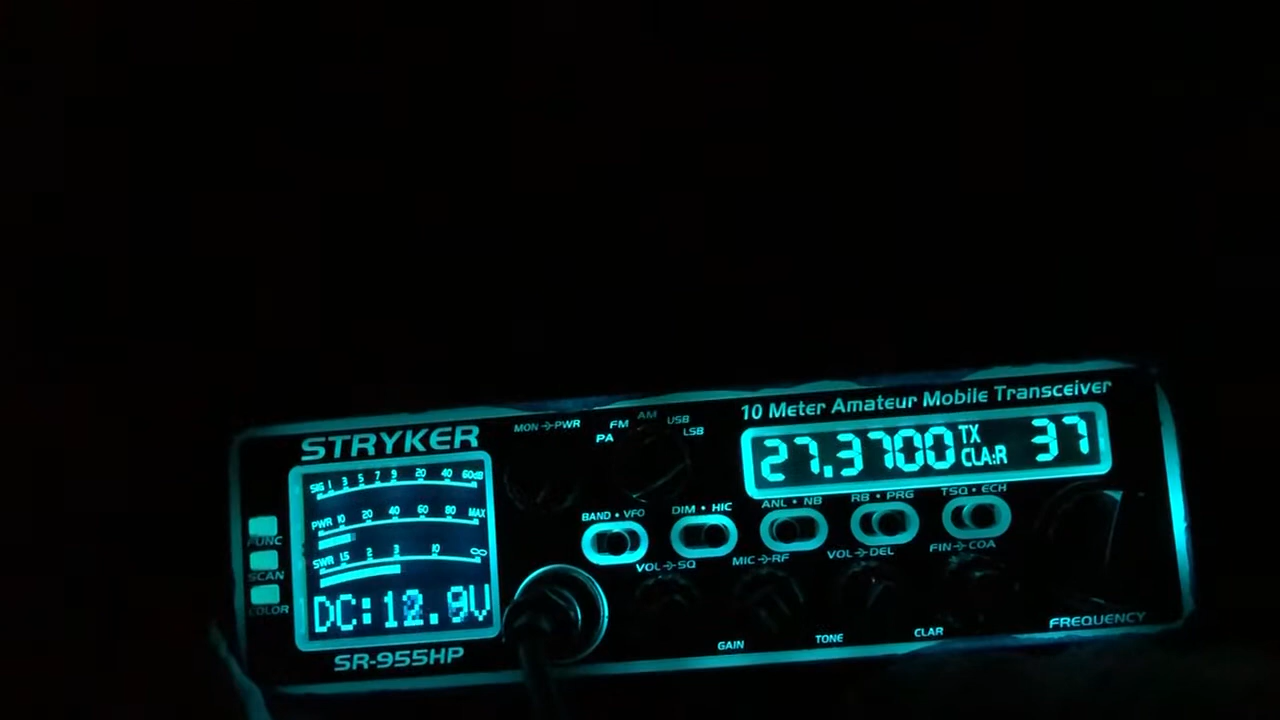 STRYKER
SIG 1 3 5 7 9 20 40 60dB
PWR 10 20 40 60 80 MAX
SWR 1.5 2 3 10 ∞
DC:12.9V
SR-955HP
FUNC
SCAN
COLOR
MON→PWR
PA FM AM USB LSB
10 Meter Amateur Mobile Transceiver
27.3700 TX CLA:R 37
BAND • VFO
DIM • HIC
ANL • NB
RB • PRG
TSQ • ECH
VOL→SQ
MIC→RF
VOL→DEL
FIN→COA
GAIN
TONE
CLAR
FREQUENCY